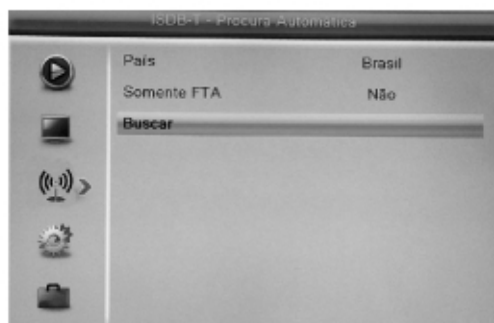 ISDB-T - Procura Automática
País Brasil
Somente FTA Não
Buscar